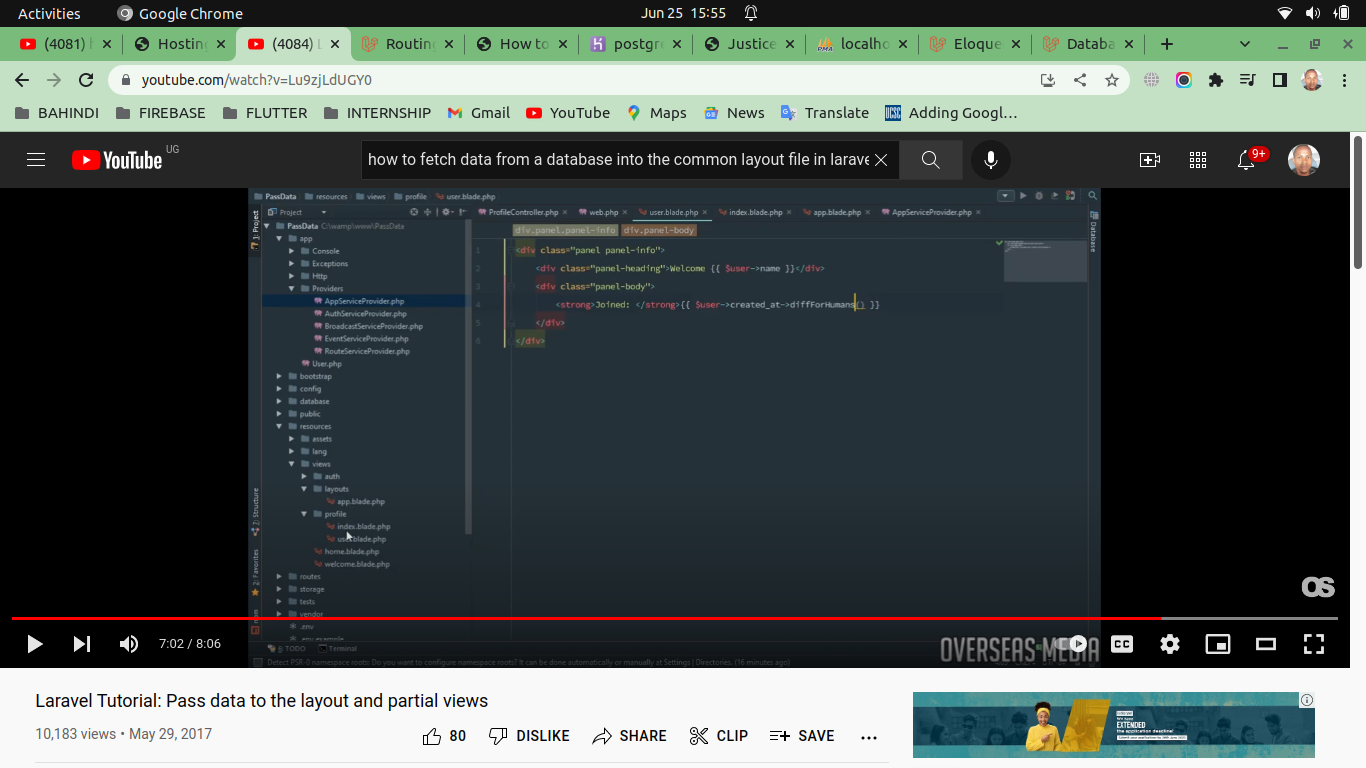 Activities Google Chrome Jun 25 15:55
(4081) Hosting (4084) Routing How to postgr Justice localho Eloque Databa
youtube.com/watch?v=Lu9zjLdUGY0
BAHINDI FIREBASE FLUTTER INTERNSHIP Gmail YouTube Maps News Translate Adding Googl…
YouTube UG how to fetch data from a database into the common layout file in larave 9+
PassData resources views profile user.blade.php
Project ProfileController.php web.php user.blade.php index.blade.php app.blade.php AppServiceProvider.php
PassData C:\wamp\www\PassData
div.panel.panel-info div.panel-body
app
Console
Exceptions
Http
Providers
AppServiceProvider.php
AuthServiceProvider.php
BroadcastServiceProvider.php
EventServiceProvider.php
RouteServiceProvider.php
User.php
bootstrap
config
database
public
resources
assets
lang
views
auth
layouts
app.blade.php
profile
index.blade.php
user.blade.php
home.blade.php
welcome.blade.php
routes
storage
tests
vendor
.env
.env.example
1: Project
7: Structure
2: Favorites
npm
Database
1 <div class="panel panel-info">
2 <div class="panel-heading">Welcome {{ $user->name }}</div>
3 <div class="panel-body">
4 <strong>Joined: </strong>{{ $user->created_at->diffForHumans() }}
5 </div>
6 </div>
6: TODO Terminal
Detect PSR-0 namespace roots: Do you want to configure namespace roots? It can be done automatically or manually at Settings | Directories. (16 minutes ago)
OS
OVERSEAS MEDIA
7:02 / 8:06 CC
Laravel Tutorial: Pass data to the layout and partial views
10,183 views • May 29, 2017 80 DISLIKE SHARE CLIP SAVE
EXTENDED
the application deadline!